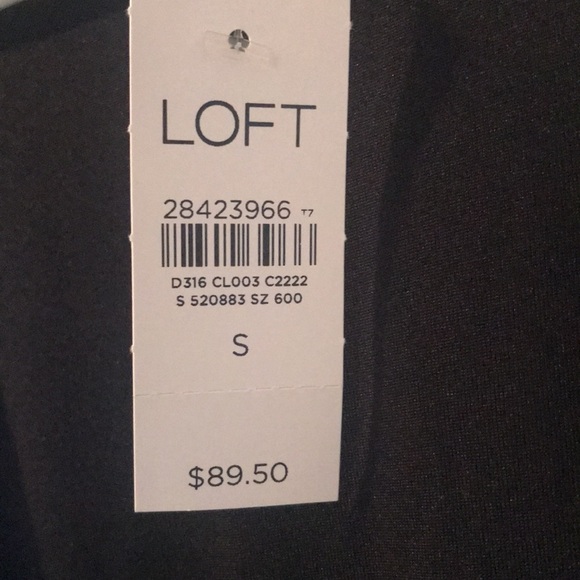 LOFT
28423966 T7
D316 CL003 C2222
S 520883 SZ 600
S
$89.50